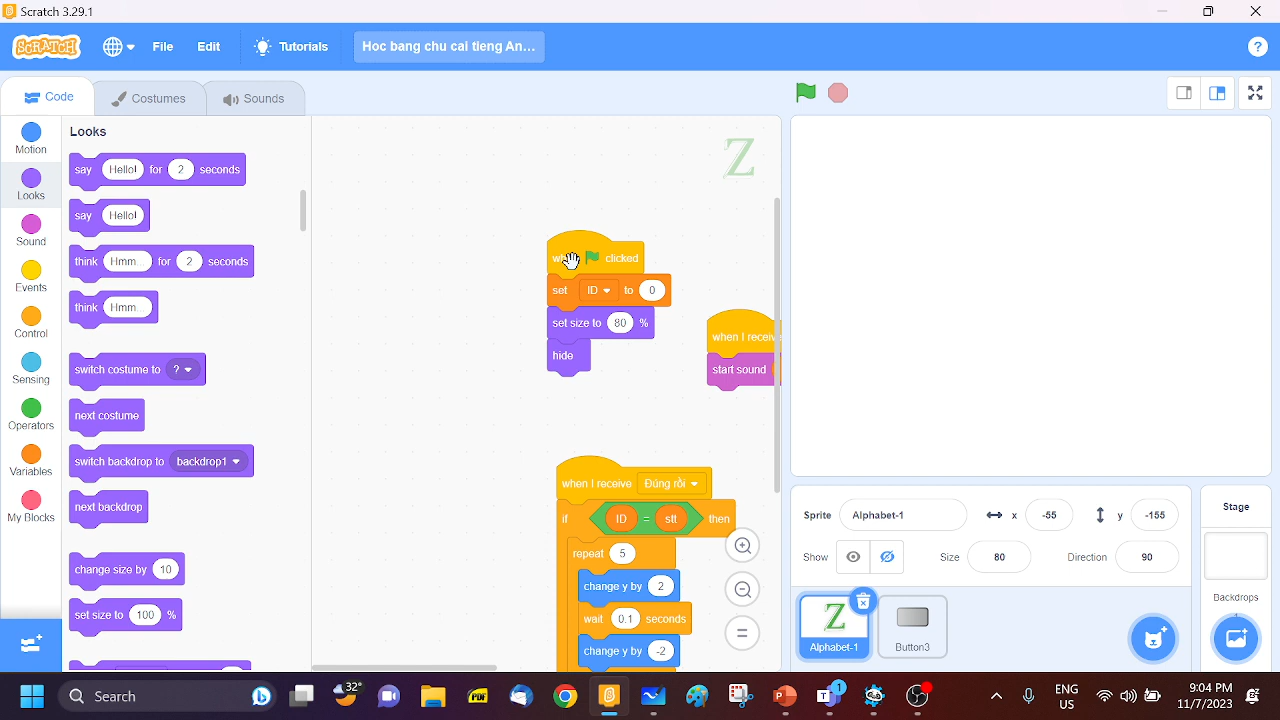 Scratch 3.29.1
SCRATCH File Edit Tutorials Hoc bang chu cai tieng An... ?
Code Costumes Sounds
Motion
Looks
Sound
Events
Control
Sensing
Operators
Variables
My Blocks
Looks
say Hello! for 2 seconds
say Hello!
think Hmm... for 2 seconds
think Hmm...
switch costume to ?
next costume
switch backdrop to backdrop1
next backdrop
change size by 10
set size to 100 %
Z
clicked
set ID to 0
set size to 80 %
hide
when I receive
start sound
when I receive Đúng rồi
if ID = stt then
repeat 5
change y by 2
wait 0.1 seconds
change y by -2
Sprite Alphabet-1 x -55 y -155
Show Size 80 Direction 90
Z
Alphabet-1
Button3
Stage
Backdrops
Search
32°
PDF
1
ENG
US
9:04 PM
11/7/2023